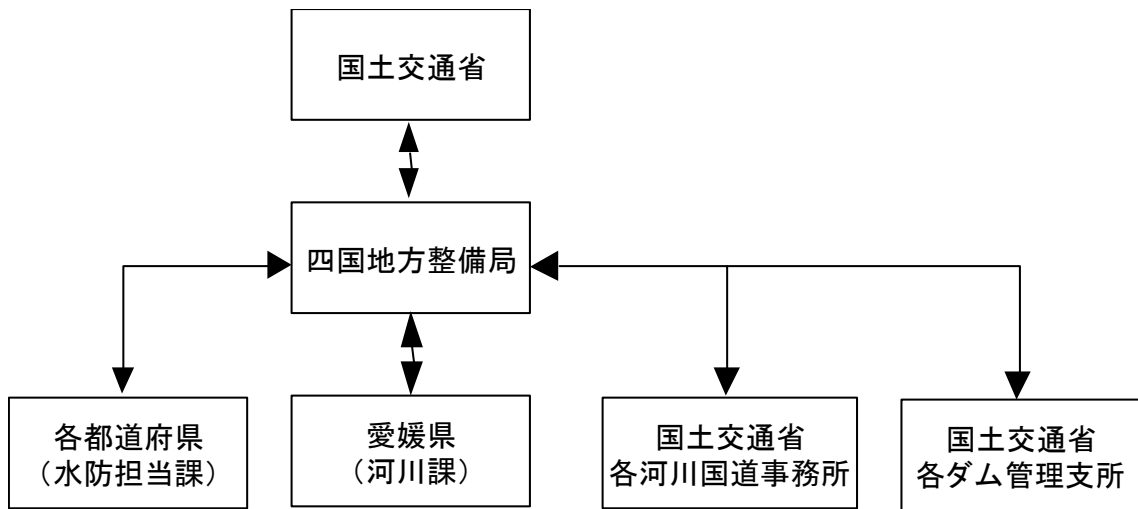 国土交通省
四国地方整備局
各都道府県
（水防担当課）
愛媛県
（河川課）
国土交通省
各河川国道事務所
国土交通省
各ダム管理支所